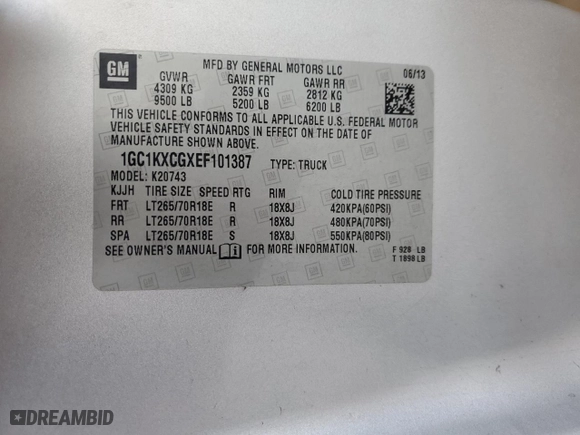 GM
MFD BY GENERAL MOTORS LLC 06/13
GVWR GAWR FRT GAWR RR
4309 KG 2359 KG 2812 KG
9500 LB 5200 LB 6200 LB
THIS VEHICLE CONFORMS TO ALL APPLICABLE U.S. FEDERAL MOTOR
VEHICLE SAFETY STANDARDS IN EFFECT ON THE DATE OF
MANUFACTURE SHOWN ABOVE.
1GC1KXCGXEF101387 TYPE: TRUCK
MODEL: K20743
KJJH TIRE SIZE SPEED RTG RIM COLD TIRE PRESSURE
FRT LT265/70R18E R 18X8J 420KPA(60PSI)
RR LT265/70R18E R 18X8J 480KPA(70PSI)
SPA LT265/70R18E S 18X8J 550KPA(80PSI)
SEE OWNER'S MANUAL FOR MORE INFORMATION. F 928 LB
T 1898 LB
DREAMBID